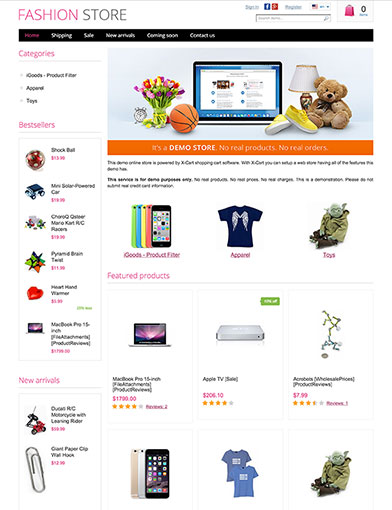 FASHION STORE
Sign in
Register
0
items
Search items...
Home Shipping Sale New arrivals Coming soon Contact us
Categories
iGoods - Product Filter
Apparel
Toys
Bestsellers
Shock Ball
$13.99
Mini Solar-Powered
Car
$19.99
ChoroQ Qsteer
Mario Kart R/C
Racers
$19.99
Pyramid Brain
Twist
$11.99
Heart Hand
Warmer
$5.99
MacBook Pro 15-
inch
[FileAttachments]
[ProductReviews]
$1799.00
New arrivals
Ducati R/C
Motorcycle with
Leaning Rider
Giant Paper Clip
Wall Hook
$12.99
It's a DEMO STORE. No real products. No real orders.
This demo online store is powered by X-Cart shopping cart software. With X-Cart you can setup a web store having all of the features this
demo has.
This service is for demo purposes only. No real products. No real prices. No real charges. This is a demonstration. Please do not
submit real credit card information.
iGoods - Product Filter
Apparel
Toys
Featured products
MacBook Pro 15-inch
[FileAttachments]
[ProductReviews]
$1799.00
Reviews: 2
Apple TV [Sale]
$206.10
Acrobots [WholesalePrices]
[ProductReviews]
$7.99
Reviews: 1